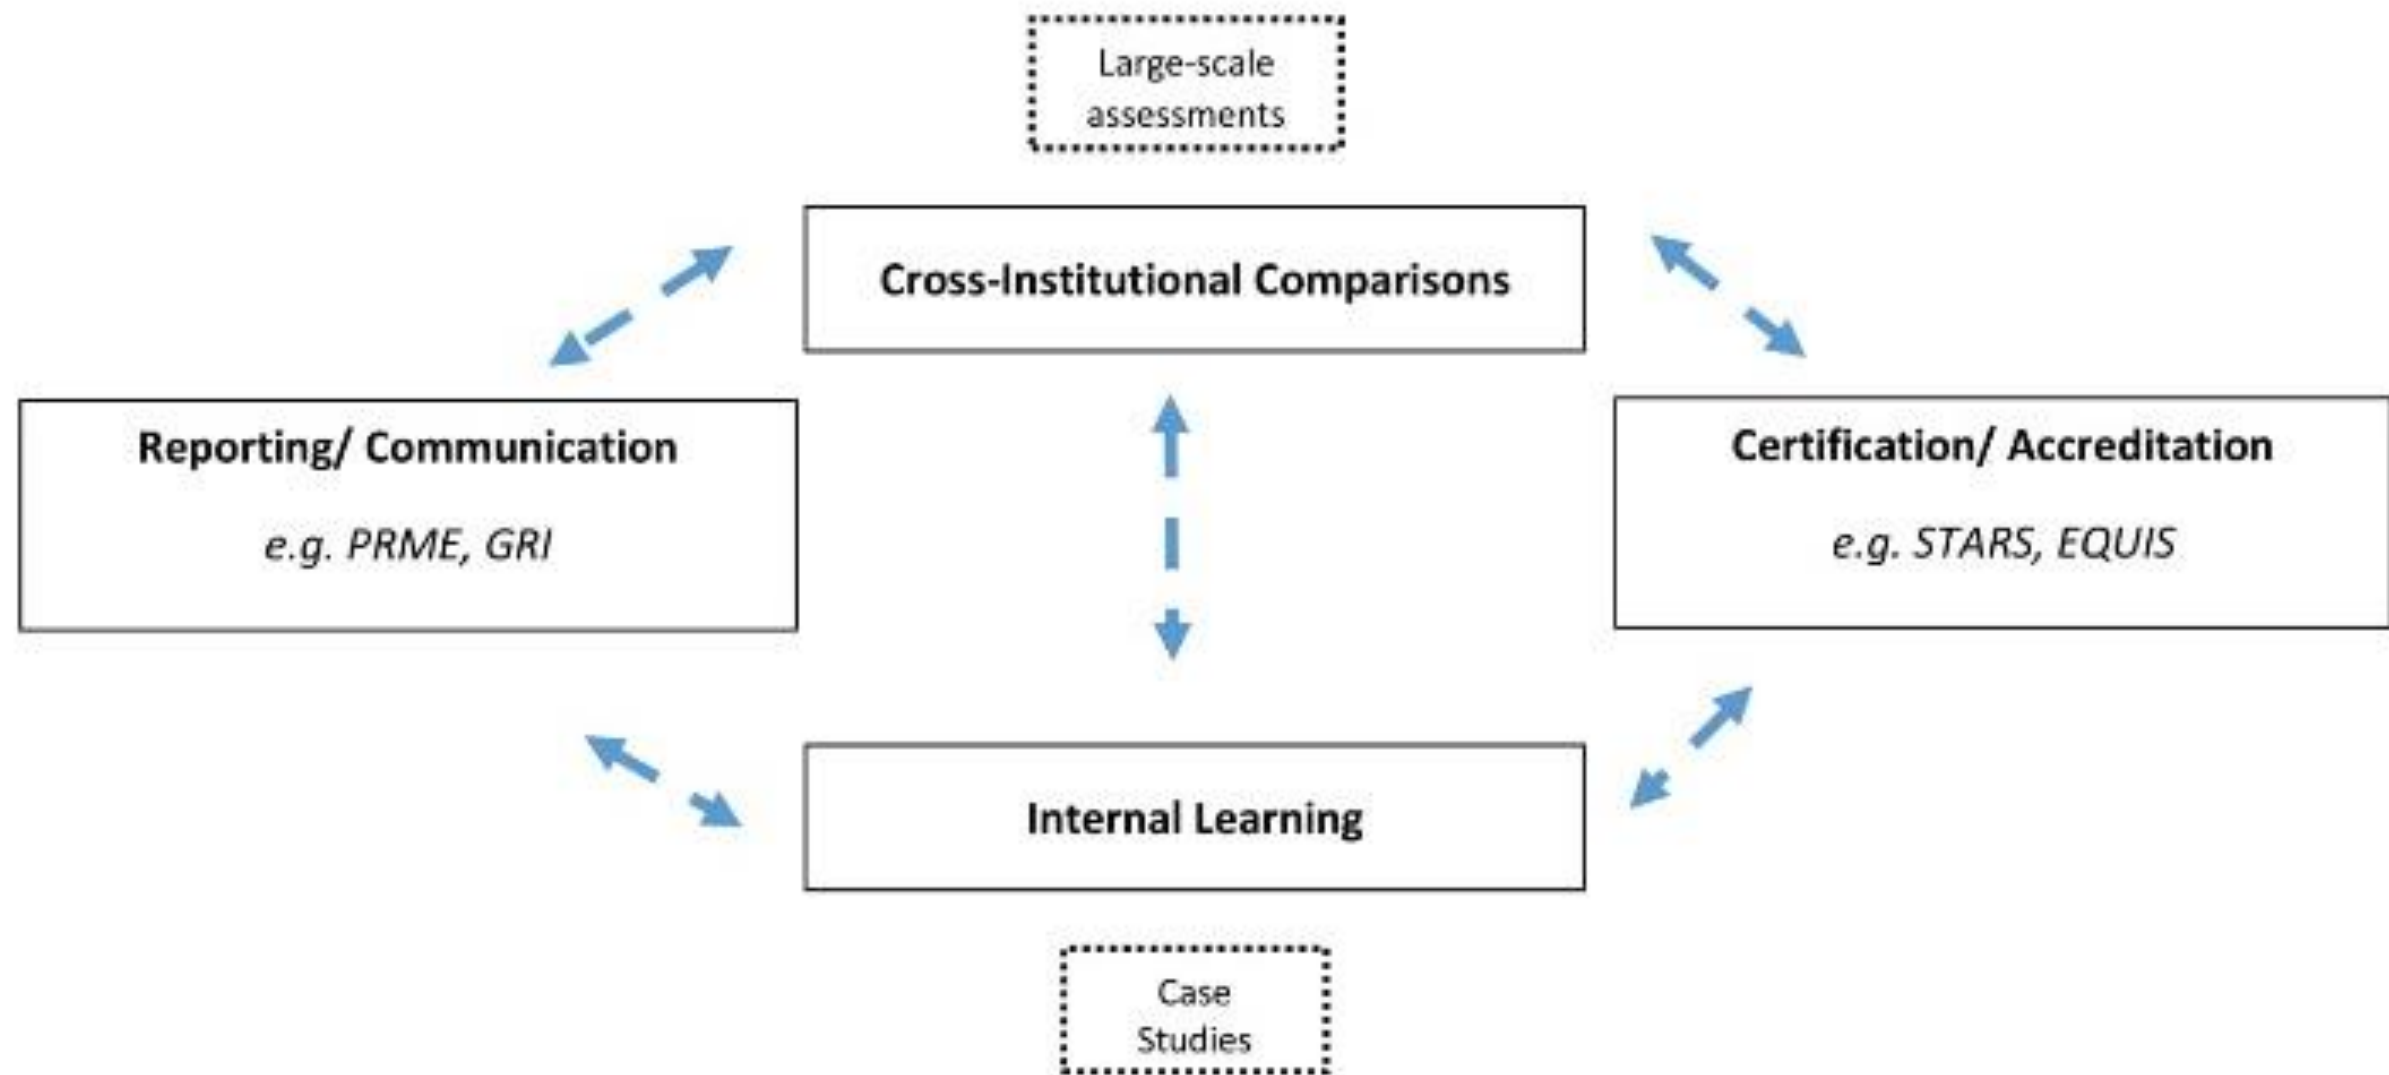 Large-scale
assessments
Cross-Institutional Comparisons
Reporting/ Communication
e.g. PRME, GRI
Certification/ Accreditation
e.g. STARS, EQUIS
Internal Learning
Case
Studies